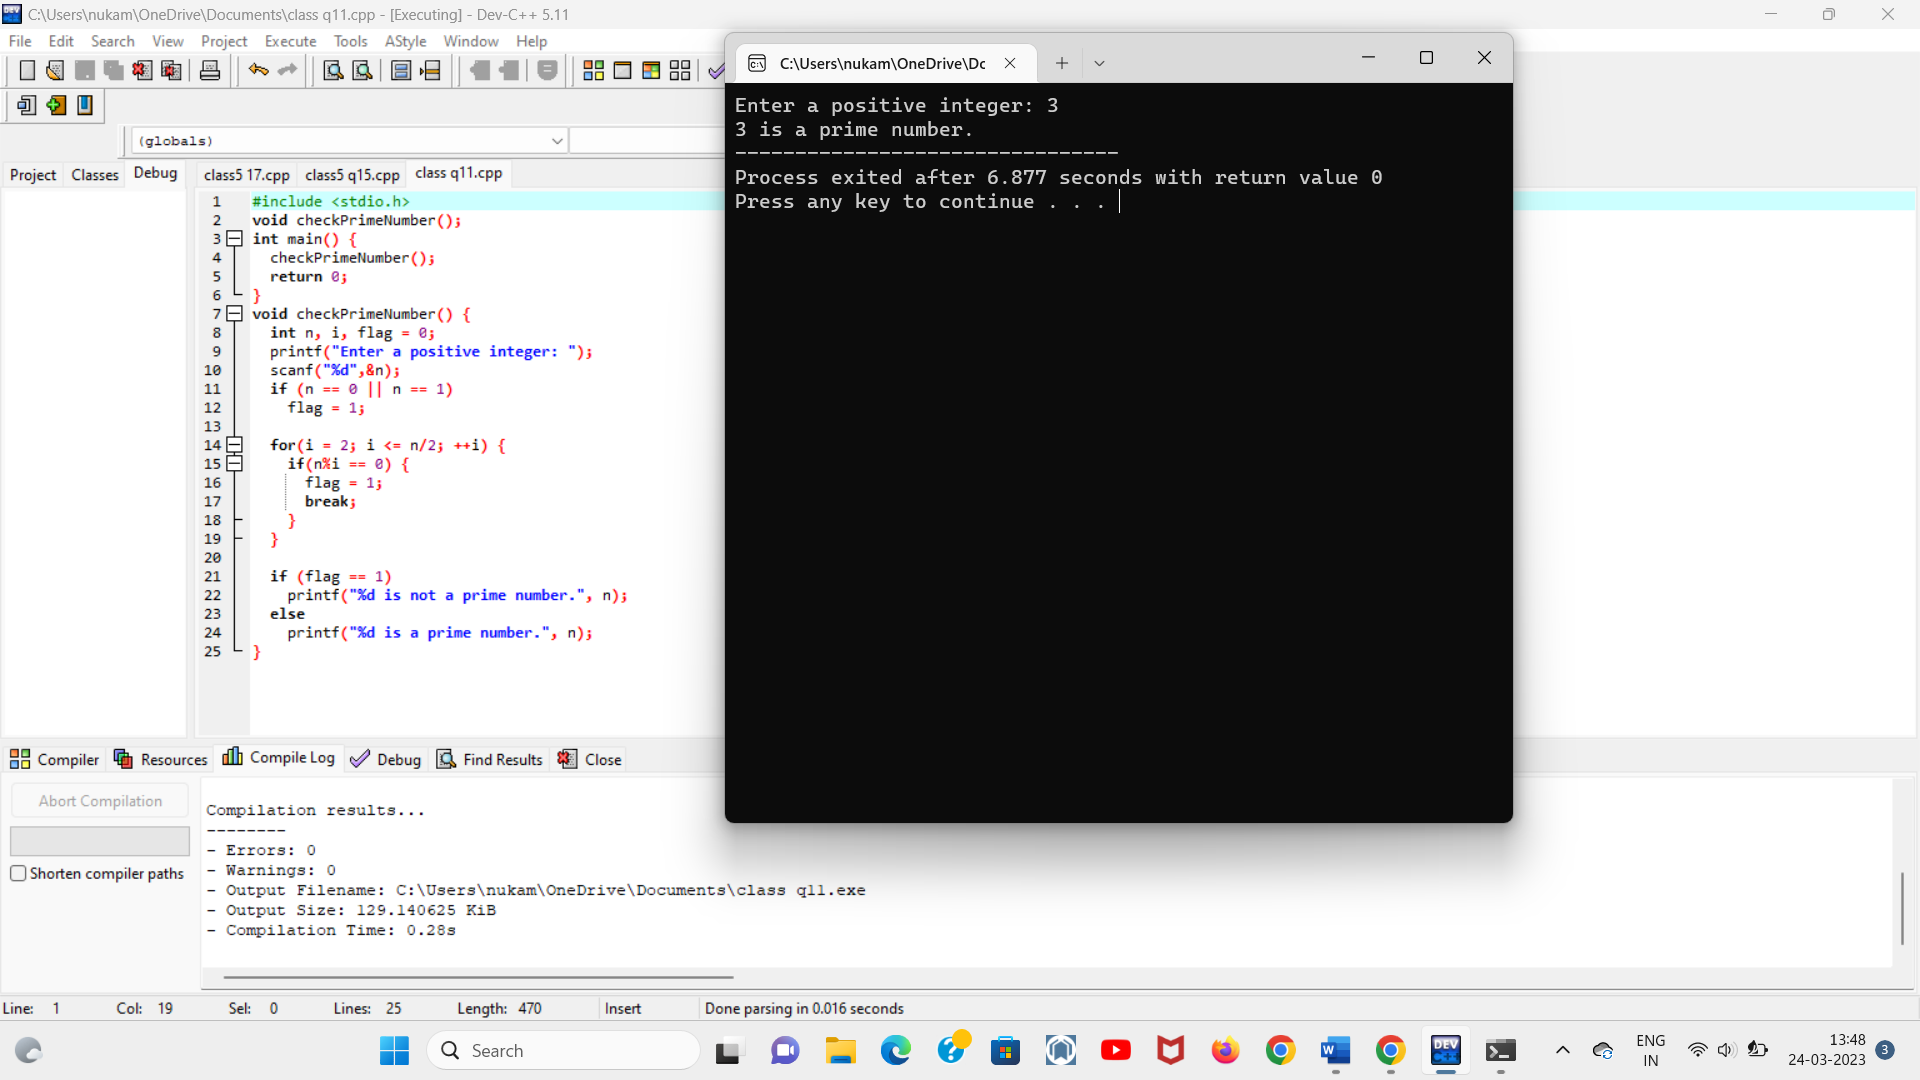 C:\Users\nukam\OneDrive\Documents\class q11.cpp - [Executing] - Dev-C++ 5.11
File Edit Search View Project Execute Tools AStyle Window Help
(globals)
Project Classes Debug
class5 17.cpp class5 q15.cpp class q11.cpp
1 #include <stdio.h>
2 void checkPrimeNumber();
3 int main() {
4 checkPrimeNumber();
5 return 0;
6 }
7 void checkPrimeNumber() {
8 int n, i, flag = 0;
9 printf("Enter a positive integer: ");
10 scanf("%d",&n);
11 if (n == 0 || n == 1)
12 flag = 1;
13
14 for(i = 2; i <= n/2; ++i) {
15 if(n%i == 0) {
16 flag = 1;
17 break;
18 }
19 }
20
21 if (flag == 1)
22 printf("%d is not a prime number.", n);
23 else
24 printf("%d is a prime number.", n);
25 }
C:\Users\nukam\OneDrive\Dc
Enter a positive integer: 3
3 is a prime number.
--------------------------------
Process exited after 6.877 seconds with return value 0
Press any key to continue . . .
Compiler Resources Compile Log Debug Find Results Close
Abort Compilation
Shorten compiler paths
Compilation results...
--------
- Errors: 0
- Warnings: 0
- Output Filename: C:\Users\nukam\OneDrive\Documents\class q11.exe
- Output Size: 129.140625 KiB
- Compilation Time: 0.28s
Line: 1 Col: 19 Sel: 0 Lines: 25 Length: 470 Insert Done parsing in 0.016 seconds
Search
DEV
C++
ENG
IN
13:48
24-03-2023
3